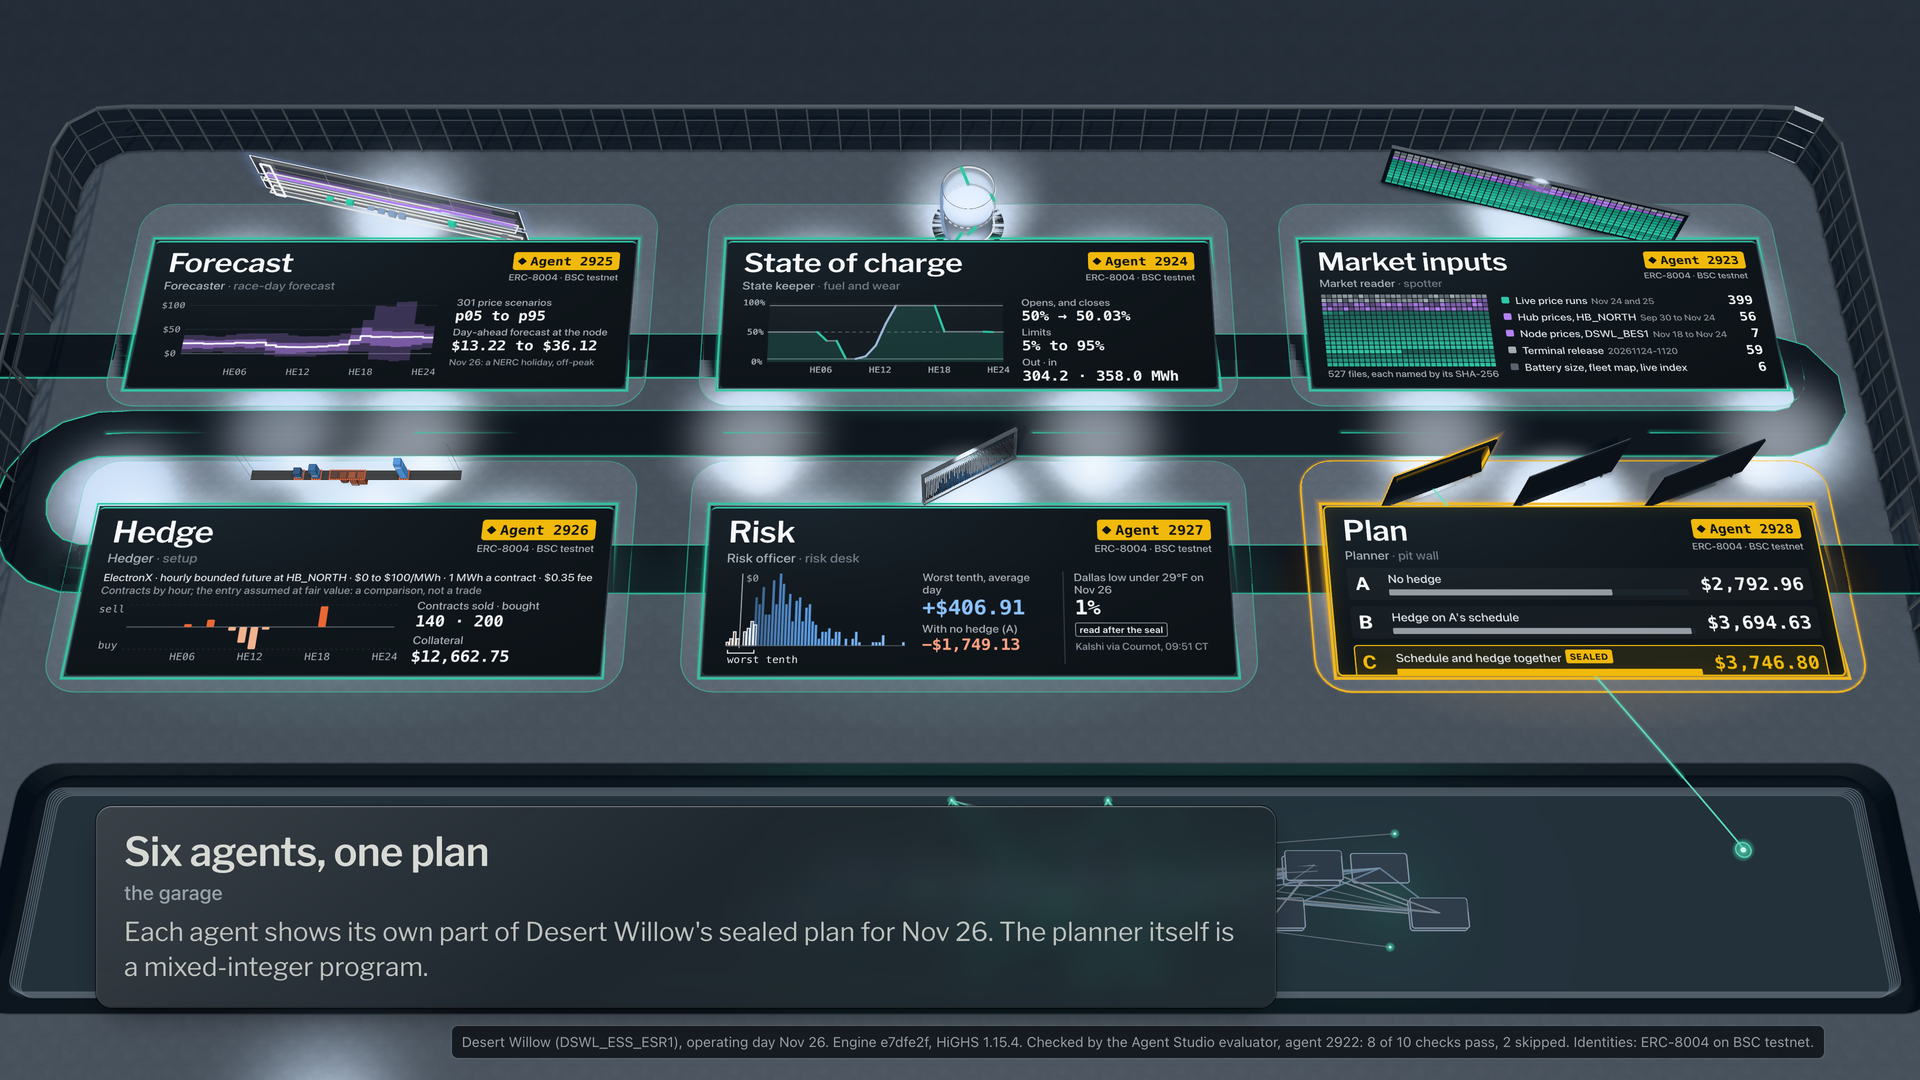 Forecast
Agent 2925
ERC-8004 · BSC testnet
Forecaster · race-day forecast
$100
$50
$0
HE06 HE12 HE18 HE24
301 price scenarios
p05 to p95
Day-ahead forecast at the node
$13.22 to $36.12
Nov 26: a NERC holiday, off-peak
State of charge
Agent 2924
ERC-8004 · BSC testnet
State keeper · fuel and wear
100%
50%
0%
HE06 HE12 HE18 HE24
Opens, and closes
50% → 50.03%
Limits
5% to 95%
Out · in
304.2 · 358.0 MWh
Market inputs
Agent 2923
ERC-8004 · BSC testnet
Market reader · spotter
Live price runs Nov 24 and 25 399
Hub prices, HB_NORTH Sep 30 to Nov 24 56
Node prices, DSWL_BES1 Nov 18 to Nov 24 7
Terminal release 20261124-1120 59
Battery size, fleet map, live index 6
527 files, each named by its SHA-256
Hedge
Agent 2926
ERC-8004 · BSC testnet
Hedger · setup
ElectronX · hourly bounded future at HB_NORTH · $0 to $100/MWh · 1 MWh a contract · $0.35 fee
Contracts by hour; the entry assumed at fair value: a comparison, not a trade
sell
buy
HE06 HE12 HE18 HE24
Contracts sold · bought
140 · 200
Collateral
$12,662.75
Risk
Agent 2927
ERC-8004 · BSC testnet
Risk officer · risk desk
$0
worst tenth
Worst tenth, average
day
+$406.91
With no hedge (A)
−$1,749.13
Dallas low under 29°F on
Nov 26
1%
read after the seal
Kalshi via Cournot, 09:51 CT
Plan
Agent 2928
ERC-8004 · BSC testnet
Planner · pit wall
A No hedge $2,792.96
B Hedge on A's schedule $3,694.63
C Schedule and hedge together SEALED $3,746.80
Six agents, one plan
the garage
Each agent shows its own part of Desert Willow's sealed plan for Nov 26. The planner itself is
a mixed-integer program.
Desert Willow (DSWL_ESS_ESR1), operating day Nov 26. Engine e7dfe2f, HiGHS 1.15.4. Checked by the Agent Studio evaluator, agent 2922: 8 of 10 checks pass, 2 skipped. Identities: ERC-8004 on BSC testnet.